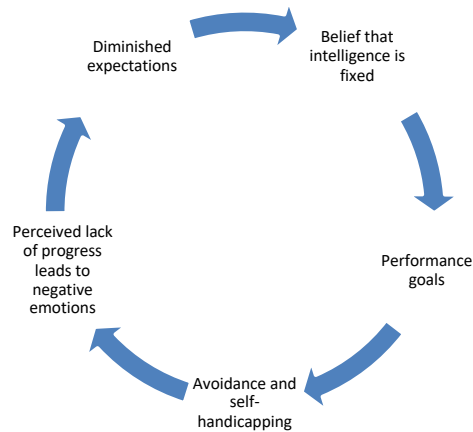 Diminished
expectations
Belief that
intelligence is
fixed
Performance
goals
Avoidance and
self-
handicapping
Perceived lack
of progress
leads to
negative
emotions